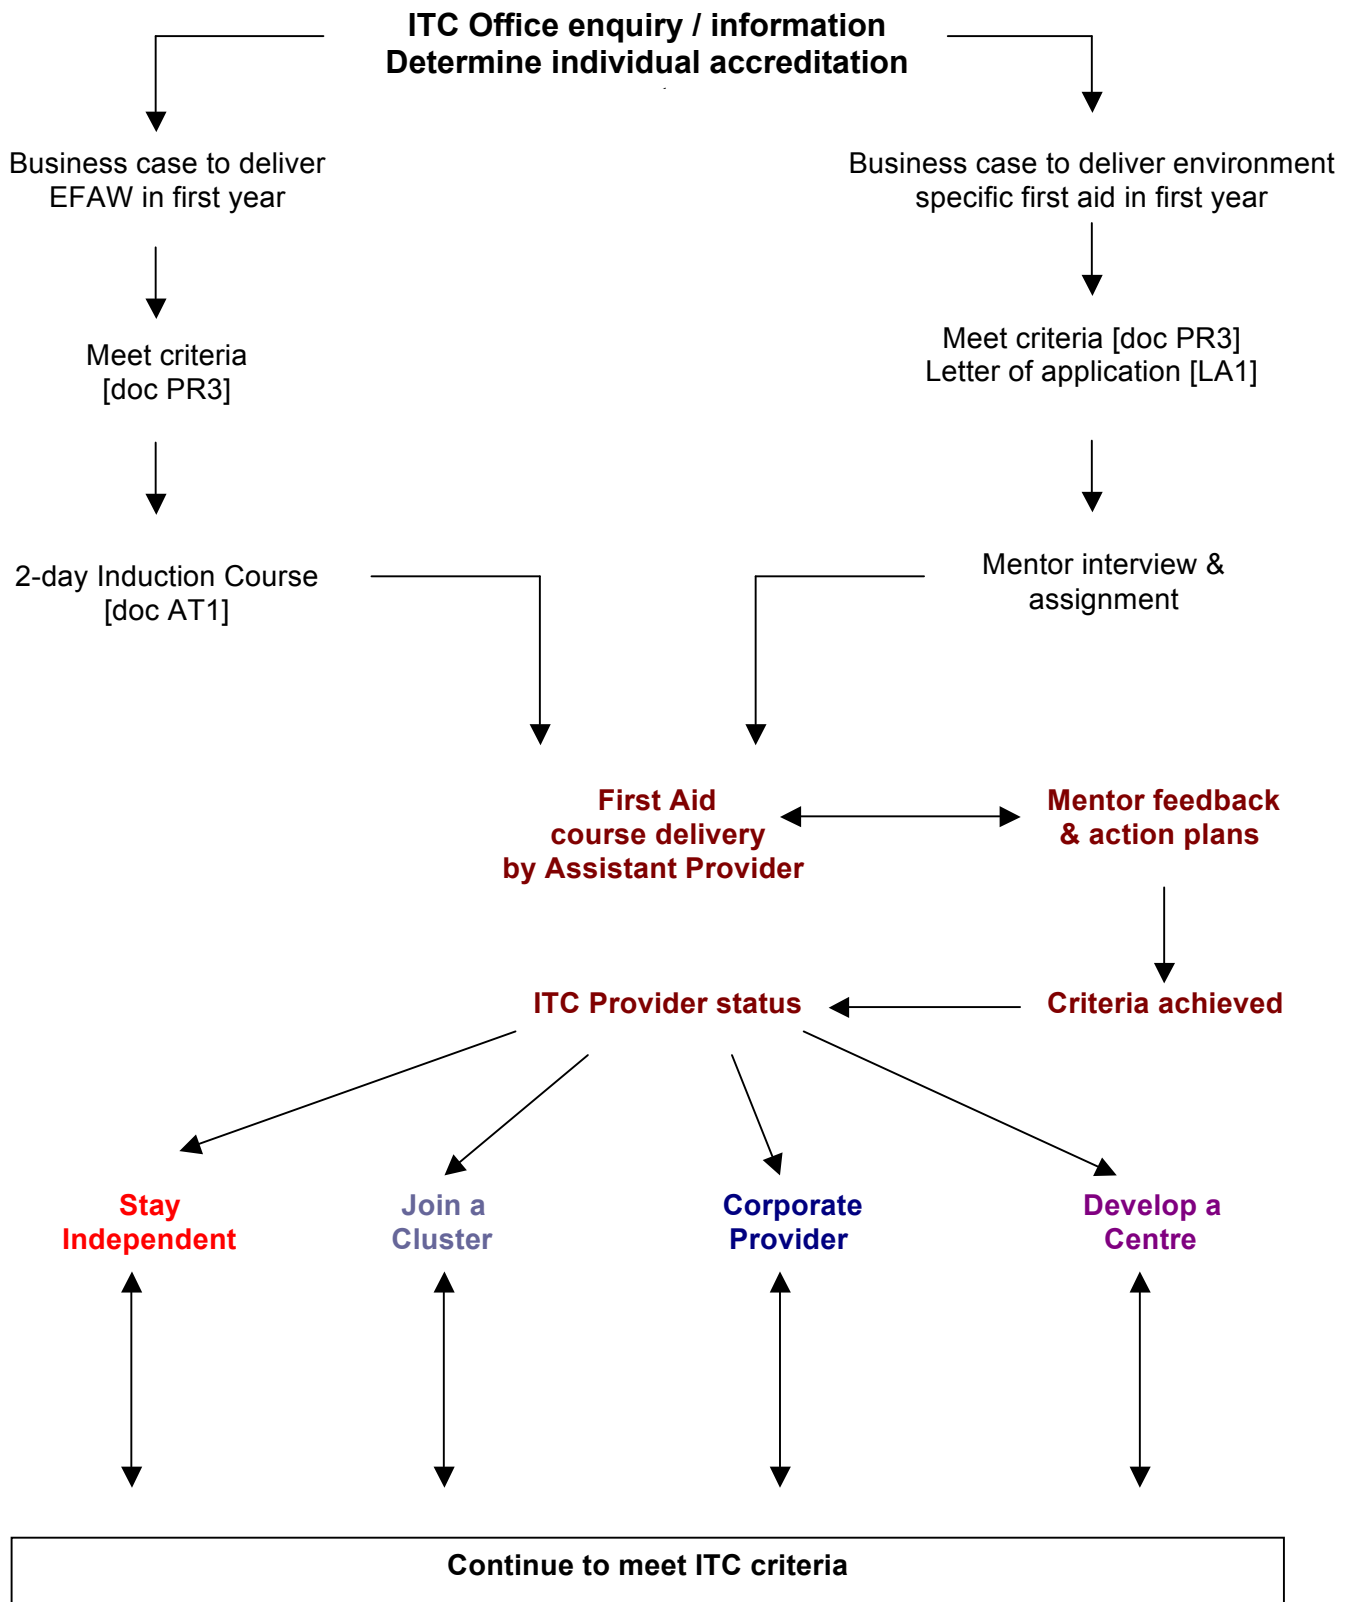 ITC Office enquiry / information
Determine individual accreditation
Business case to deliver
EFAW in first year
Business case to deliver environment
specific first aid in first year
Meet criteria
[doc PR3]
Meet criteria [doc PR3]
Letter of application [LA1]
2-day Induction Course
[doc AT1]
Mentor interview &
assignment
First Aid
course delivery
by Assistant Provider
Mentor feedback
& action plans
ITC Provider status
Criteria achieved
Stay
Independent
Join a
Cluster
Corporate
Provider
Develop a
Centre
Continue to meet ITC criteria